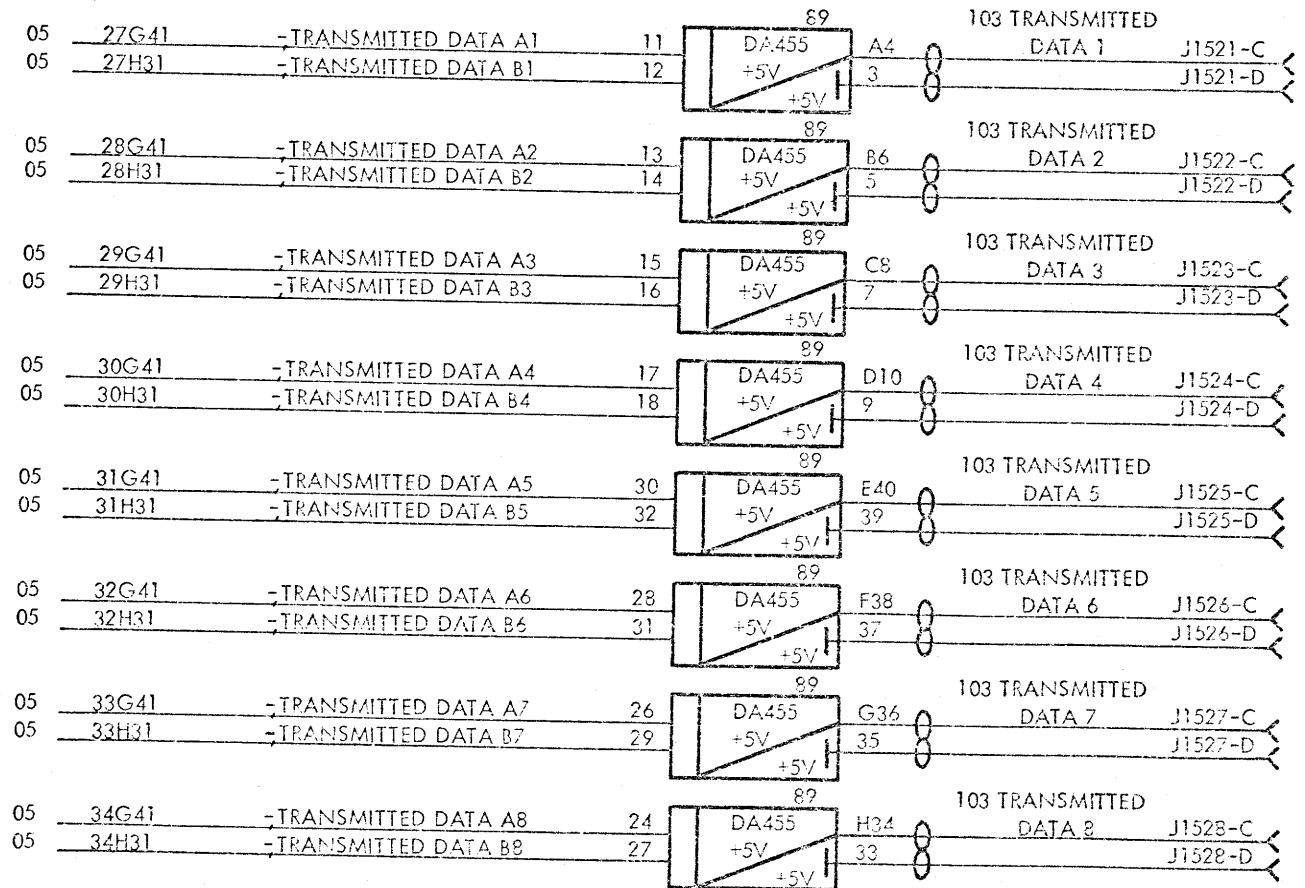 89 103 TRANSMITTED
05 27G41 -TRANSMITTED DATA A1 11 DA455 A4 DATA 1 J1521-C
05 27H31 -TRANSMITTED DATA B1 12 +5V 3 J1521-D
+5V
89 103 TRANSMITTED
05 28G41 -TRANSMITTED DATA A2 13 DA455 B6 DATA 2 J1522-C
05 28H31 -TRANSMITTED DATA B2 14 +5V 5 J1522-D
+5V
89 103 TRANSMITTED
05 29G41 -TRANSMITTED DATA A3 15 DA455 C8 DATA 3 J1523-C
05 29H31 -TRANSMITTED DATA B3 16 +5V 7 J1523-D
+5V
89 103 TRANSMITTED
05 30G41 -TRANSMITTED DATA A4 17 DA455 D10 DATA 4 J1524-C
05 30H31 -TRANSMITTED DATA B4 18 +5V 9 J1524-D
+5V
89 103 TRANSMITTED
05 31G41 -TRANSMITTED DATA A5 30 DA455 E40 DATA 5 J1525-C
05 31H31 -TRANSMITTED DATA B5 32 +5V 39 J1525-D
+5V
89 103 TRANSMITTED
05 32G41 -TRANSMITTED DATA A6 28 DA455 F38 DATA 6 J1526-C
05 32H31 -TRANSMITTED DATA B6 31 +5V 37 J1526-D
+5V
89 103 TRANSMITTED
05 33G41 -TRANSMITTED DATA A7 26 DA455 G36 DATA 7 J1527-C
05 33H31 -TRANSMITTED DATA B7 29 +5V 35 J1527-D
+5V
89 103 TRANSMITTED
05 34G41 -TRANSMITTED DATA A8 24 DA455 H34 DATA 8 J1528-C
05 34H31 -TRANSMITTED DATA B8 27 +5V 33 J1528-D
+5V